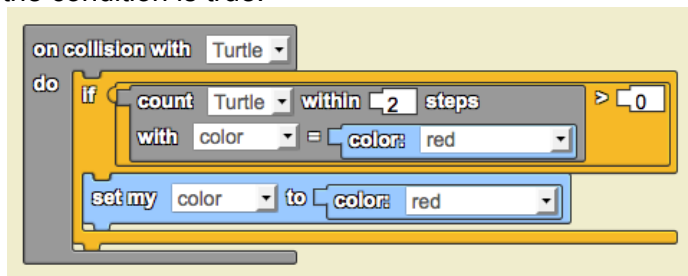 the condition is true.
on collision with Turtle
do
if count Turtle within 2 steps > 0
with color = color: red
set my color to color: red